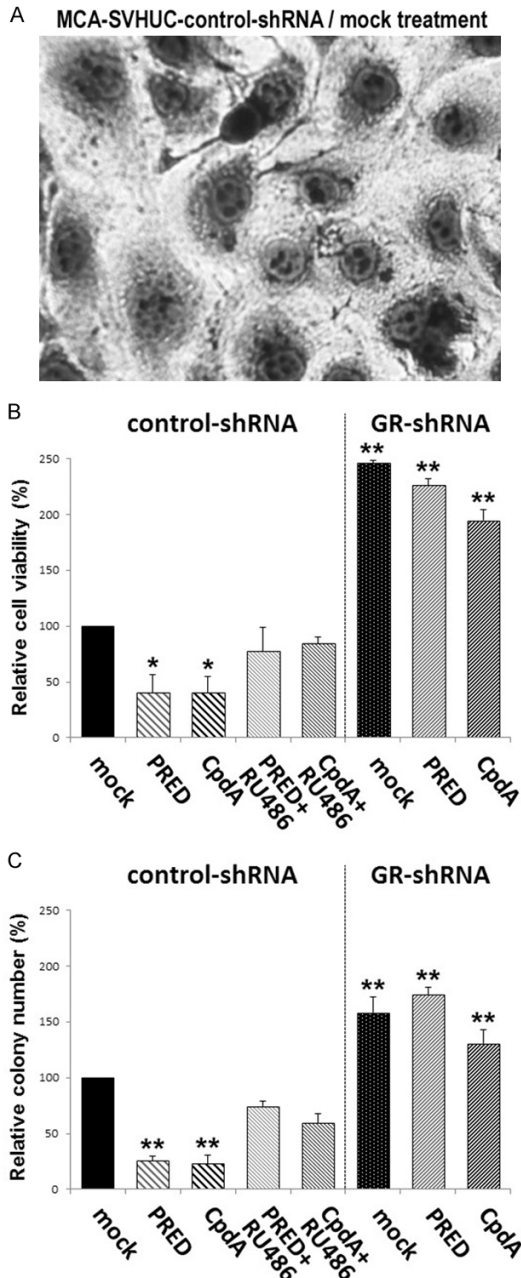 A
MCA-SVHUC-control-shRNA / mock treatment
B
control-shRNA
GR-shRNA
Relative cell viability (%)
250
200
150
100
50
0
*
*
**
**
**
mock
PRED
CpdA
PRED+
RU486
CpdA+
RU486
mock
PRED
CpdA
C
control-shRNA
GR-shRNA
Relative colony number (%)
250
200
150
100
50
0
**
**
**
**
**
mock
PRED
CpdA
PRED+
RU486
CpdA+
RU486
mock
PRED
CpdA